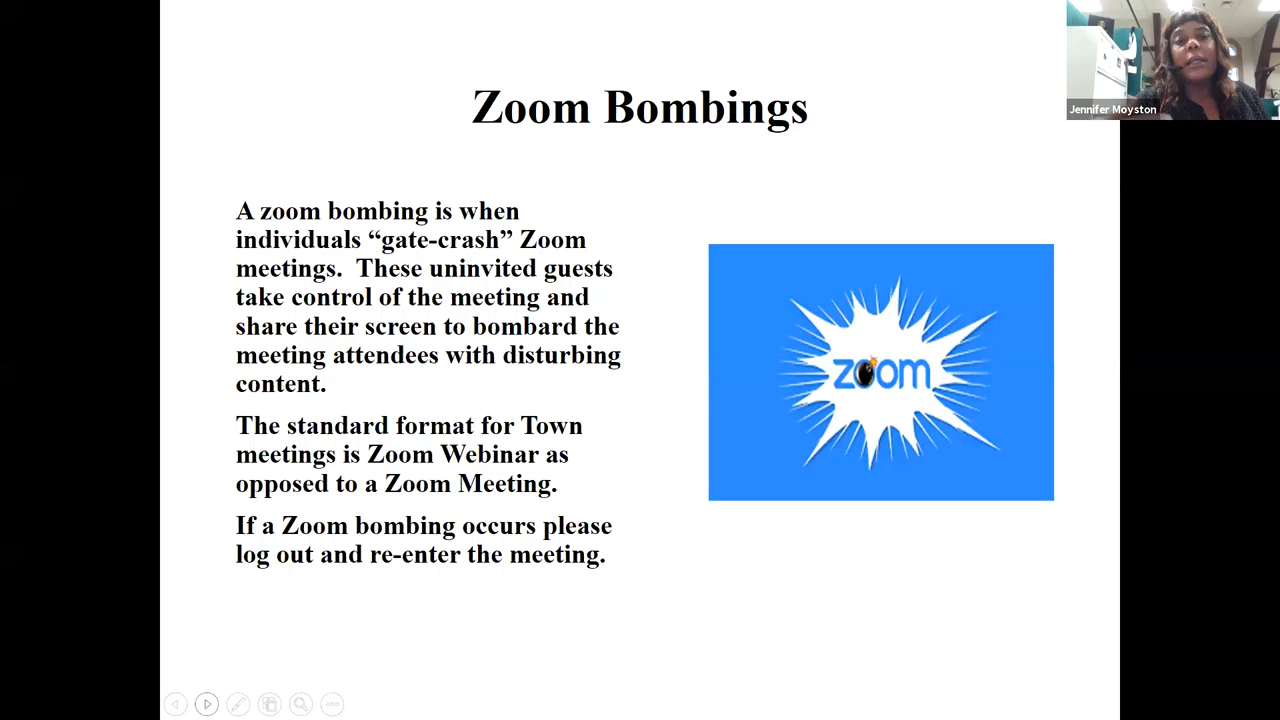 Zoom Bombings
Jennifer Moyston
A zoom bombing is when
individuals “gate-crash” Zoom
meetings.  These uninvited guests
take control of the meeting and
share their screen to bombard the
meeting attendees with disturbing
content.
The standard format for Town
meetings is Zoom Webinar as
opposed to a Zoom Meeting.
If a Zoom bombing occurs please
log out and re-enter the meeting.
zoom